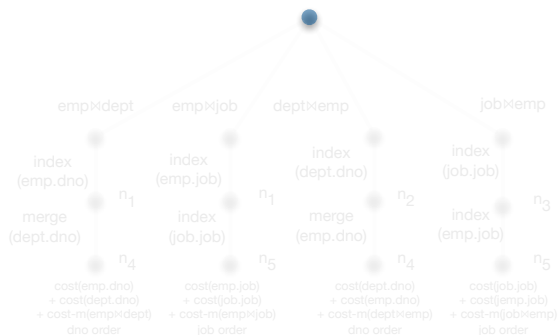 emp⋈dept emp⋈job dept⋈emp job⋈emp
index
(emp.dno)
index
(emp.job)
index
(dept.dno)
index
(job.job)
n1 n1 n2 n3
merge
(dept.dno)
index
(job.job)
merge
(emp.dno)
index
(emp.job)
n4 n5 n4 n5
cost(emp.dno)
+ cost(dept.dno)
+ cost-m(emp⋈dept)
dno order
cost(emp.job)
+ cost(job.job)
+ cost-m(emp⋈job)
job order
cost(dept.dno)
+ cost(emp.dno)
+ cost-m(dept⋈emp)
dno order
cost(job.job)
+ cost(emp.job)
+ cost-m(job⋈emp)
job order